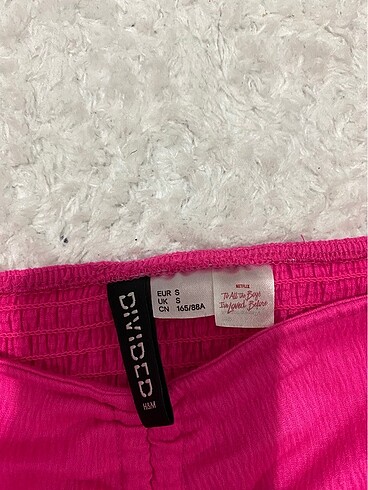 DIVIDED
H&M
EUR S
UK S
CN 165/88A
NETFLIX
To All the Boys
I've Loved Before